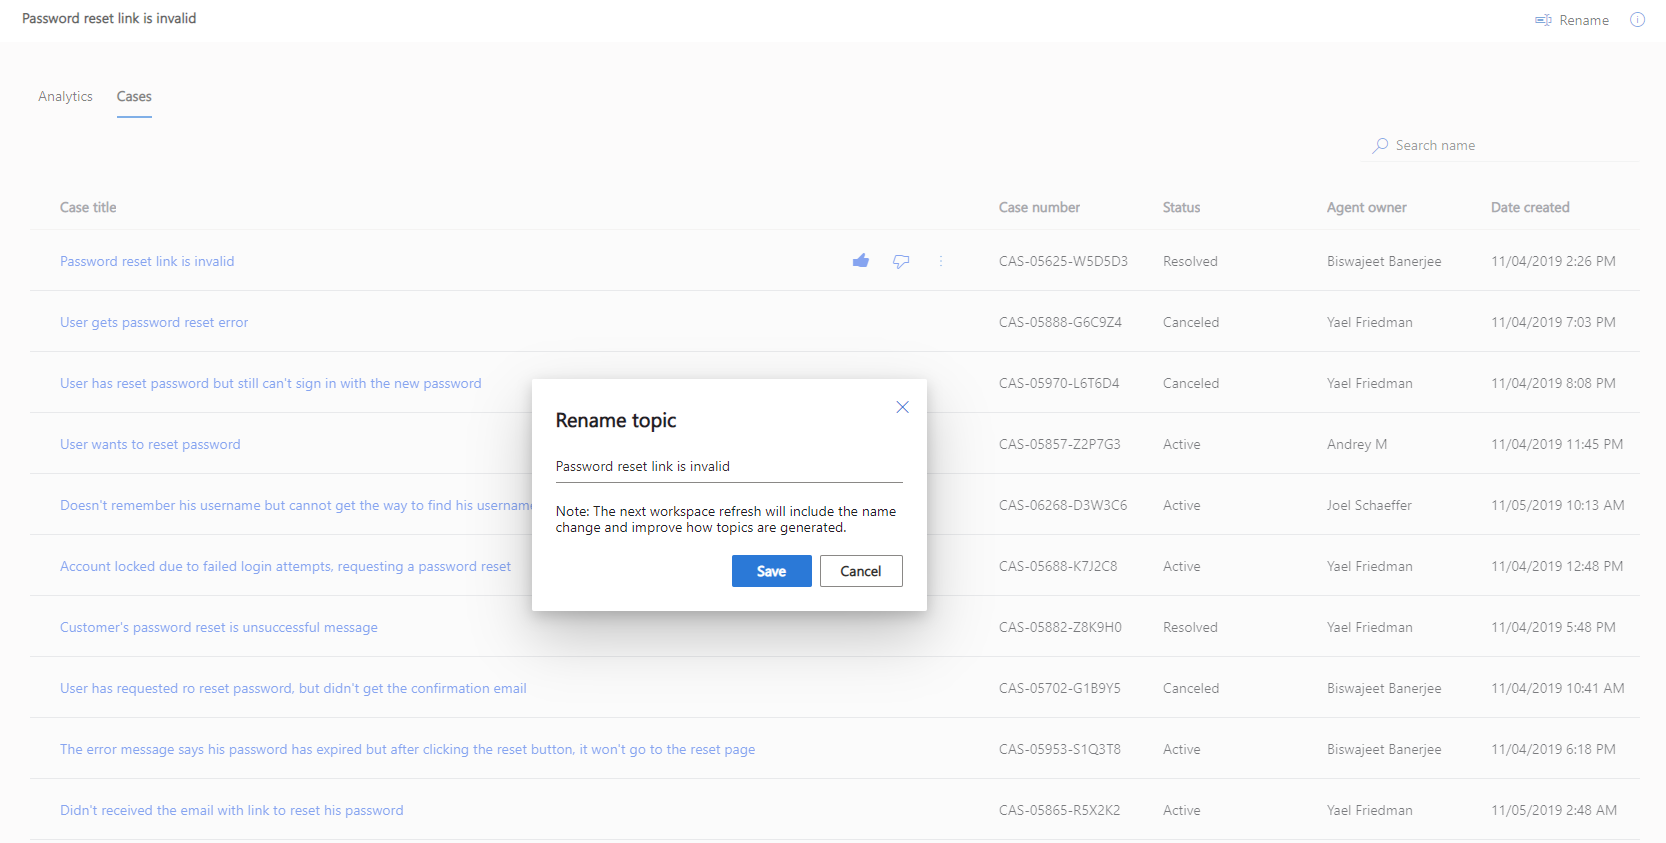 Password reset link is invalid
Rename
Analytics Cases
Search name
Case title Case number Status Agent owner Date created
Password reset link is invalid CAS-05625-W5D5D3 Resolved Biswajeet Banerjee 11/04/2019 2:26 PM
User gets password reset error CAS-05888-G6C9Z4 Canceled Yael Friedman 11/04/2019 7:03 PM
User has reset password but still can't sign in with the new password CAS-05970-L6T6D4 Canceled Yael Friedman 11/04/2019 8:08 PM
User wants to reset password CAS-05857-Z2P7G3 Active Andrey M 11/04/2019 11:45 PM
Doesn't remember his username but cannot get the way to find his username CAS-06268-D3W3C6 Active Joel Schaeffer 11/05/2019 10:13 AM
Account locked due to failed login attempts, requesting a password reset CAS-05688-K7J2C8 Active Yael Friedman 11/04/2019 12:48 PM
Customer's password reset is unsuccessful message CAS-05882-Z8K9H0 Resolved Yael Friedman 11/04/2019 5:48 PM
User has requested ro reset password, but didn't get the confirmation email CAS-05702-G1B9Y5 Canceled Biswajeet Banerjee 11/04/2019 10:41 AM
The error message says his password has expired but after clicking the reset button, it won't go to the reset page CAS-05953-S1Q3T8 Active Biswajeet Banerjee 11/04/2019 6:18 PM
Didn't received the email with link to reset his password CAS-05865-R5X2K2 Active Yael Friedman 11/05/2019 2:48 AM
Rename topic
Password reset link is invalid
Note: The next workspace refresh will include the name
change and improve how topics are generated.
Save Cancel